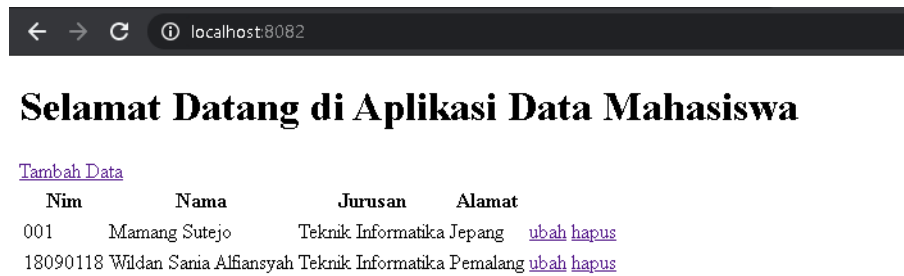 localhost:8082
Selamat Datang di Aplikasi Data Mahasiswa
Tambah Data
Nim Nama Jurusan Alamat
001 Mamang Sutejo Teknik Informatika Jepang ubah hapus
18090118 Wildan Sania Alfiansyah Teknik Informatika Pemalang ubah hapus